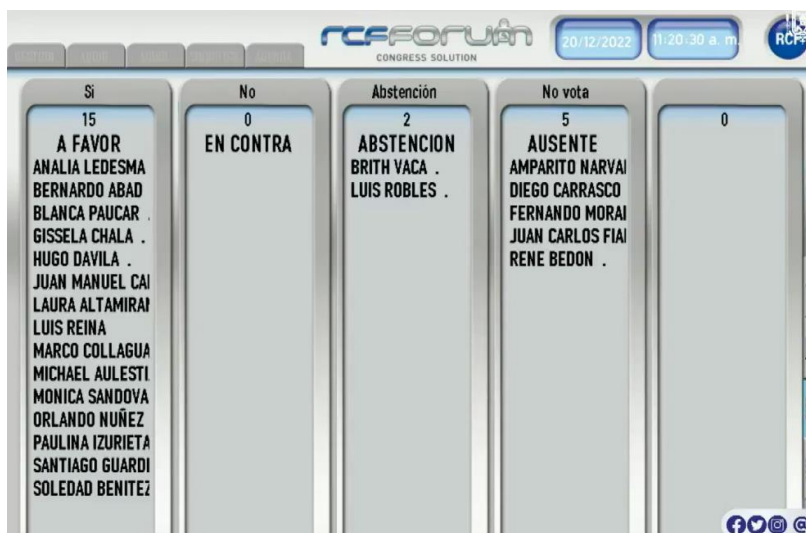 RCF FORUM
CONGRESS SOLUTION
20/12/2022
11:20:30 a. m.
RCF
Si
15
A FAVOR
ANALIA LEDESMA
BERNARDO ABAD
BLANCA PAUCAR .
GISSELA CHALA .
HUGO DAVILA .
JUAN MANUEL CAI
LAURA ALTAMIRAN
LUIS REINA
MARCO COLLAGUA
MICHAEL AULESTI.
MONICA SANDOVA
ORLANDO NUÑEZ
PAULINA IZURIETA
SANTIAGO GUARDI
SOLEDAD BENITEZ
No
0
EN CONTRA
Abstención
2
ABSTENCION
BRITH VACA .
LUIS ROBLES .
No vota
5
AUSENTE
AMPARITO NARVAI
DIEGO CARRASCO
FERNANDO MORAI
JUAN CARLOS FIAI
RENE BEDON .
0